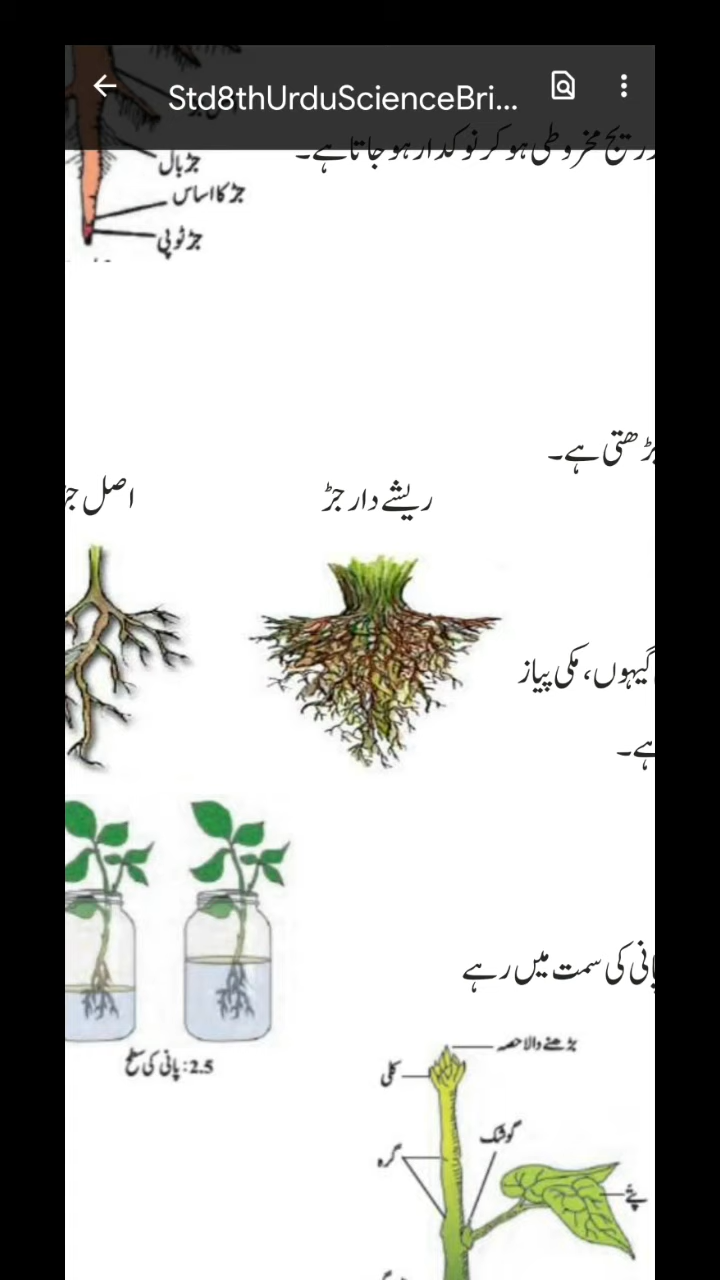 Std8thUrduScienceBri...
بتدریج مخروطی ہو کر نوکدار ہو جاتا ہے۔
جڑ بال
جڑ کا اساس
جڑ ٹوپی
بڑھتی ہے۔
ریشے دار جڑ
اصل جڑ
گیہوں، مکی پیاز
ہے۔
پانی کی سمت میں رہے
2.5: پانی کی سطح
بڑھنے والا حصہ
کلی
گوشک
گرہ
پتّے